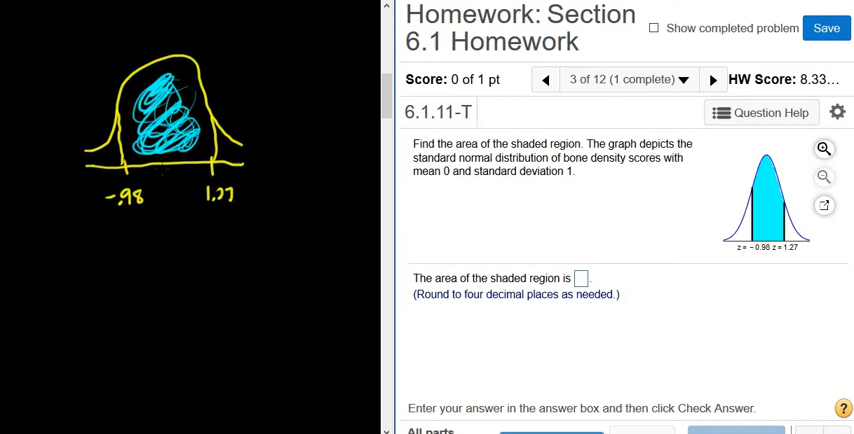 -.98
1.27
Homework: Section
6.1 Homework
Show completed problem
Save
Score: 0 of 1 pt
3 of 12 (1 complete)
HW Score: 8.33...
6.1.11-T
Question Help
Find the area of the shaded region. The graph depicts the
standard normal distribution of bone density scores with
mean 0 and standard deviation 1.
z= −0.98 z= 1.27
The area of the shaded region is .
(Round to four decimal places as needed.)
Enter your answer in the answer box and then click Check Answer.
?
All parts